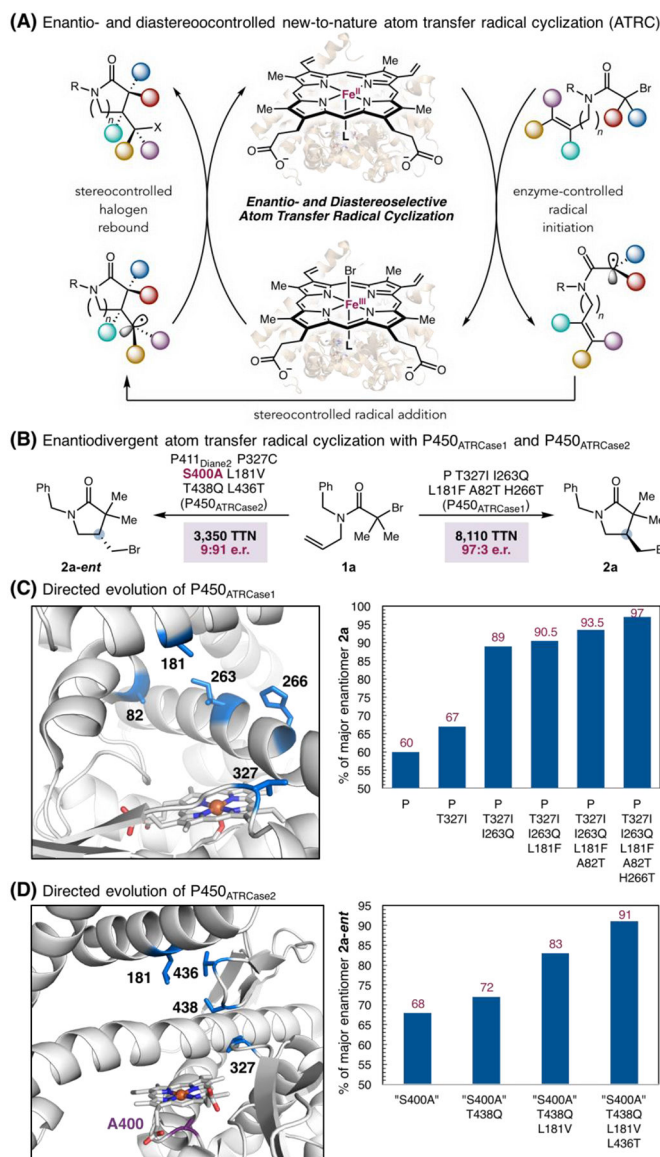 (A) Enantio- and diastereoocontrolled new-to-nature atom transfer radical cyclization (ATRC)
R
N
O
n
X
Me
Me
Fe^II
N
N
N
N
Me
Me
L
O
O⁻
O
O⁻
R
N
O
Br
n
stereocontrolled
halogen
rebound
Enantio- and Diastereoselective
Atom Transfer Radical Cyclization
enzyme-controlled
radical
initiation
R
N
O
n
Br
Me
Me
Fe^III
N
N
N
N
Me
Me
L
O
O⁻
O
O⁻
R
N
O
n
stereocontrolled radical addition
(B) Enantiodivergent atom transfer radical cyclization with P450ATRCase1 and P450ATRCase2
Ph
N
O
Me
Me
Br
2a-ent
P411Diane2 P327C
S400A L181V
T438Q L436T
(P450ATRCase2)
3,350 TTN
9:91 e.r.
Ph
N
O
Br
Me
Me
1a
P T327I I263Q
L181F A82T H266T
(P450ATRCase1)
8,110 TTN
97:3 e.r.
Ph
N
O
Me
Me
2a
(C) Directed evolution of P450ATRCase1
181
263
266
82
327
% of major enantiomer 2a
100
95
90
85
80
75
70
65
60
55
50
60
67
89
90.5
93.5
97
P
P
T327I
P
T327I
I263Q
P
T327I
I263Q
L181F
P
T327I
I263Q
L181F
A82T
P
T327I
I263Q
L181F
A82T
H266T
(D) Directed evolution of P450ATRCase2
181
436
438
327
A400
% of major enantiomer 2a-ent
95
90
85
80
75
70
65
60
55
50
68
72
83
91
"S400A"
"S400A"
T438Q
"S400A"
T438Q
L181V
"S400A"
T438Q
L181V
L436T